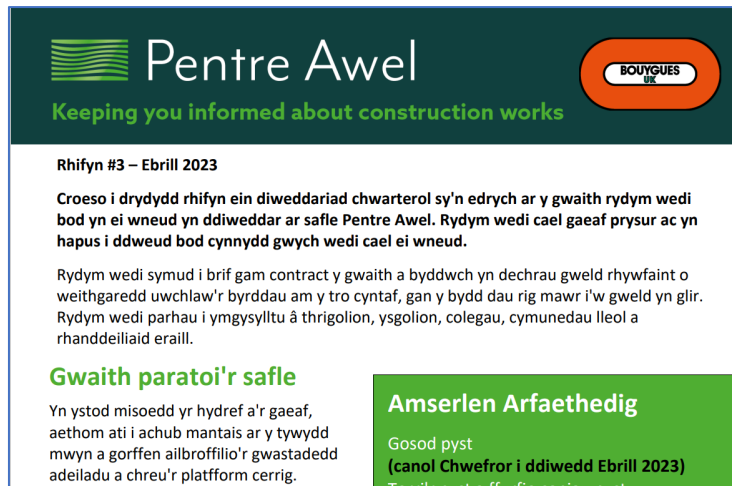 Pentre Awel
BOUYGUES
UK
Keeping you informed about construction works
Rhifyn #3 – Ebrill 2023
Croeso i drydydd rhifyn ein diweddariad chwarterol sy'n edrych ar y gwaith rydym wedi
bod yn ei wneud yn ddiweddar ar safle Pentre Awel. Rydym wedi cael gaeaf prysur ac yn
hapus i ddweud bod cynnydd gwych wedi cael ei wneud.
Rydym wedi symud i brif gam contract y gwaith a byddwch yn dechrau gweld rhywfaint o
weithgaredd uwchlaw'r byrddau am y tro cyntaf, gan y bydd dau rig mawr i'w gweld yn glir.
Rydym wedi parhau i ymgysylltu â thrigolion, ysgolion, colegau, cymunedau lleol a
rhanddeiliaid eraill.
Gwaith paratoi'r safle
Yn ystod misoedd yr hydref a'r gaeaf,
aethom ati i achub mantais ar y tywydd
mwyn a gorffen ailbroffilio'r gwastadedd
adeiladu a chreu'r platfform cerrig.
Amserlen Arfaethedig
Gosod pyst
(canol Chwefror i ddiwedd Ebrill 2023)